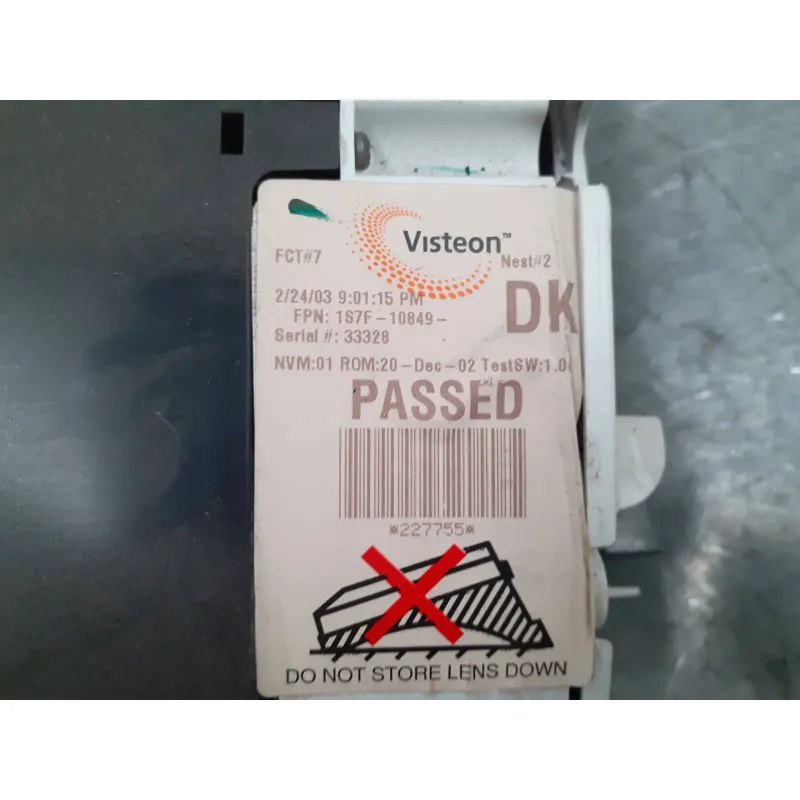 Visteon™
FCT#7
Nest#2
2/24/03 9:01:15 PM
FPN: 1S7F-10849-
DK
Serial #: 33328
NVM:01 ROM:20-Dec-02 TestSW:1.0
PASSED
*227755*
DO NOT STORE LENS DOWN